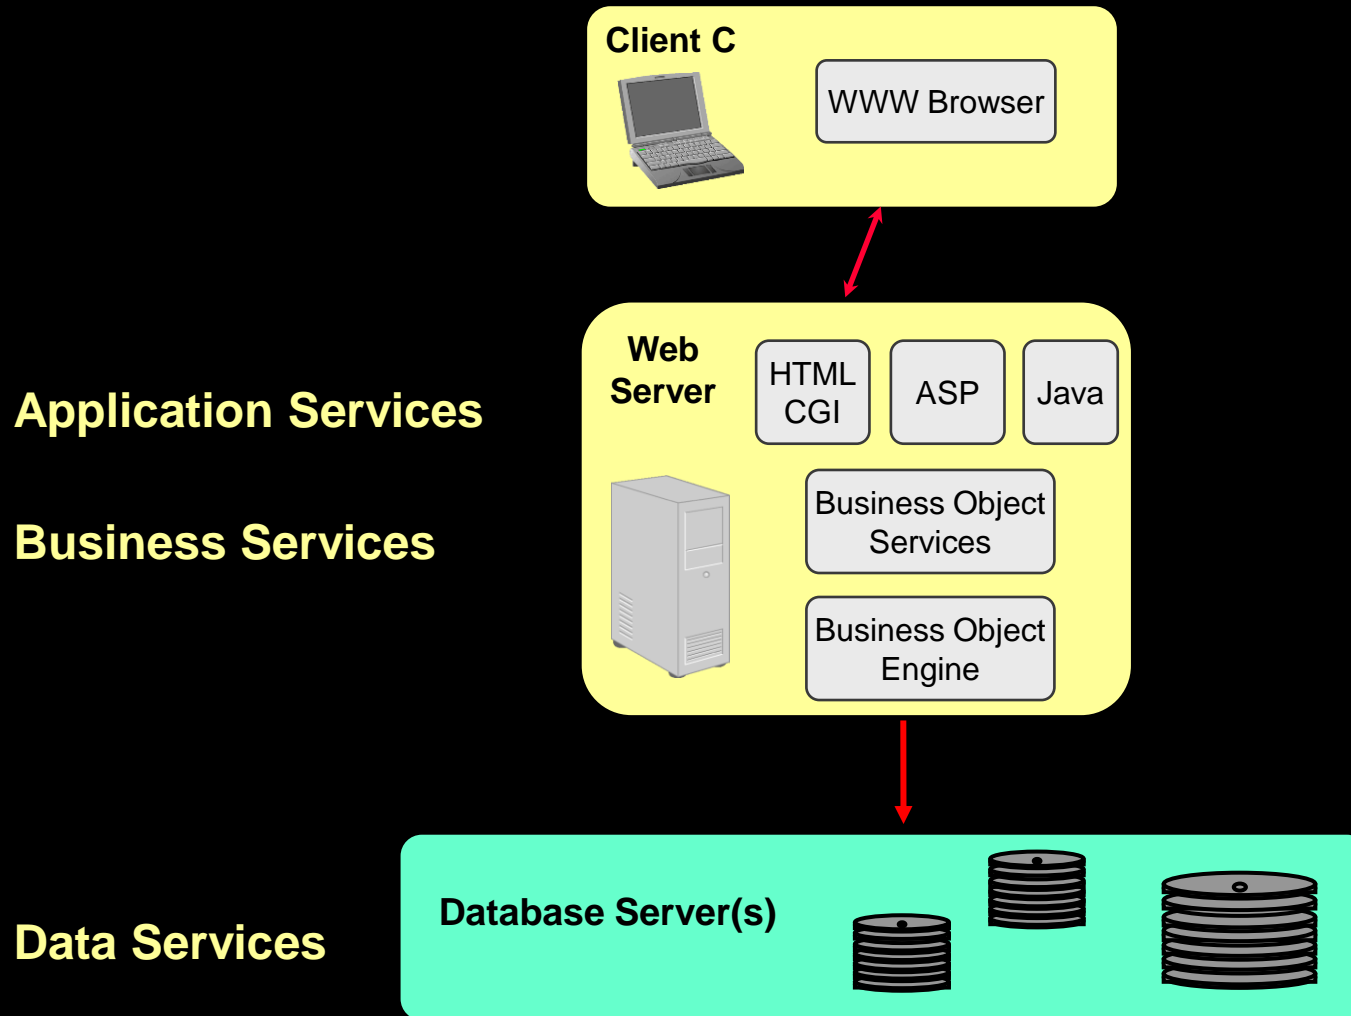 Client C
WWW Browser
Web
Server
HTML
CGI
ASP
Java
Application Services
Business Object
Services
Business Services
Business Object
Engine
Database Server(s)
Data Services